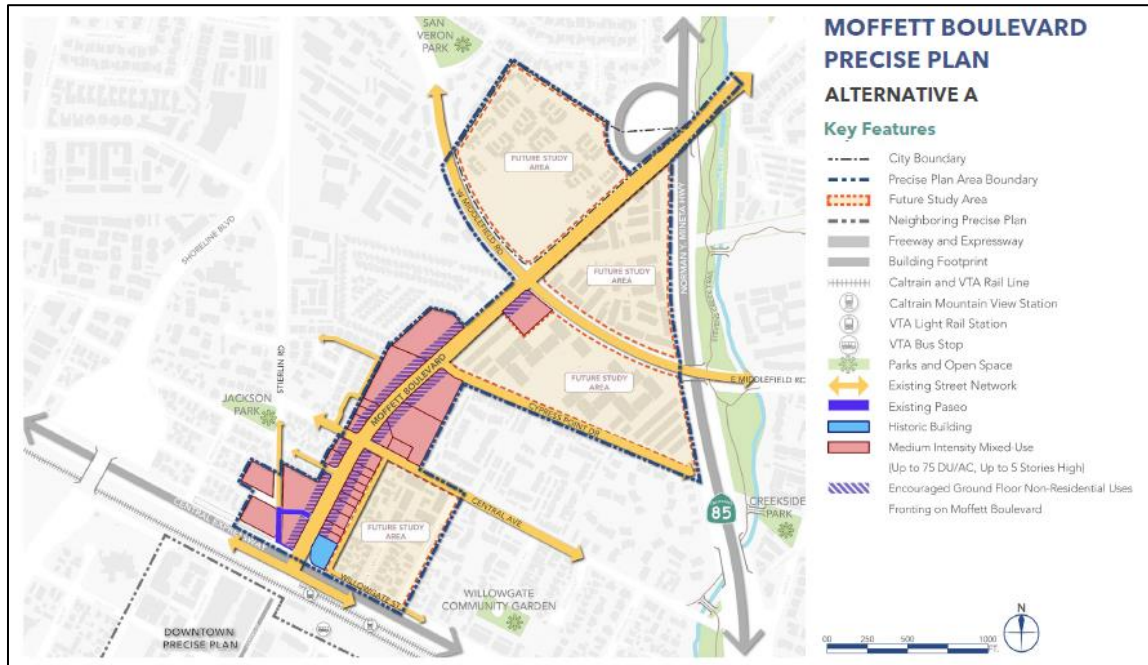 MOFFETT BOULEVARD
PRECISE PLAN
ALTERNATIVE A
Key Features
City Boundary
Precise Plan Area Boundary
Future Study Area
Neighboring Precise Plan
Freeway and Expressway
Building Footprint
Caltrain and VTA Rail Line
Caltrain Mountain View Station
VTA Light Rail Station
VTA Bus Stop
Parks and Open Space
Existing Street Network
Existing Paseo
Historic Building
Medium Intensity Mixed-Use
(Up to 75 DU/AC, Up to 5 Stories High)
Encouraged Ground Floor Non-Residential Uses
Fronting on Moffett Boulevard
N
00 250 500 1000
FT.
SAN
VERON
PARK
FUTURE STUDY
AREA
W MIDDLEFIELD RD
SHORELINE BLVD
FUTURE STUDY
AREA
NORMAN Y. MINETA HWY
STEVENS CREEK TRAIL
STIERLIN RD
MOFFETT BOULEVARD
FUTURE STUDY
AREA
E MIDDLEFIELD RD
JACKSON
PARK
CYPRESS POINT DR
CENTRAL AVE
85
CREEKSIDE
PARK
FUTURE STUDY
AREA
WILLOWGATE ST
WILLOWGATE
COMMUNITY GARDEN
DOWNTOWN
PRECISE PLAN